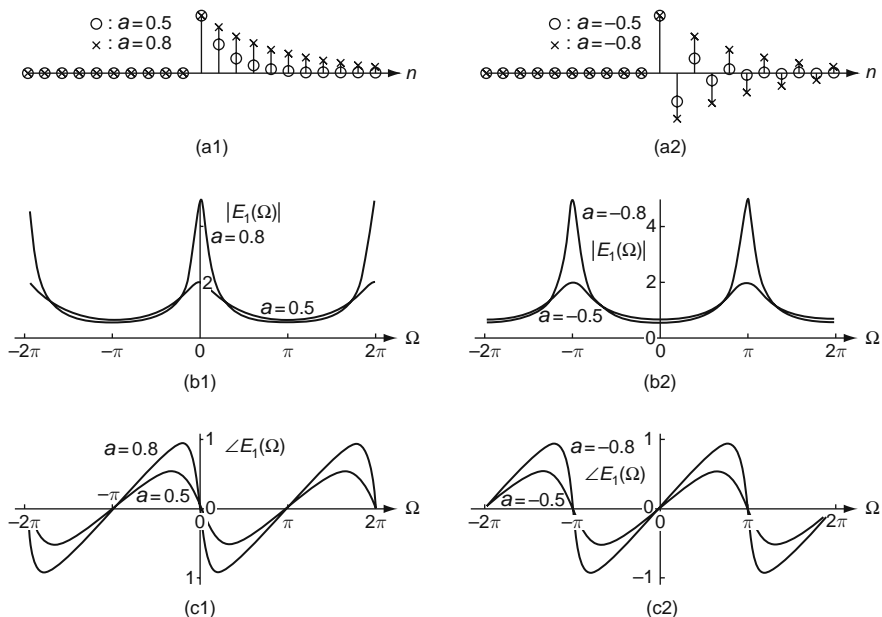 ○ : a = 0.5
× : a = 0.8
n
(a1)
○ : a = −0.5
× : a = −0.8
n
(a2)
|E₁(Ω)|
a = 0.8
2
a = 0.5
−2π −π 0 π 2π Ω
(b1)
4
a = −0.8
|E₁(Ω)|
2
a = −0.5
0
−2π −π 0 π 2π Ω
(b2)
1
a = 0.8
∠E₁(Ω)
−π
a = 0.5
0
−2π 0 π 2π Ω
1
(c1)
1
a = −0.8
∠E₁(Ω)
a = −0.5
0
−2π −π 0 π 2π Ω
−1
(c2)